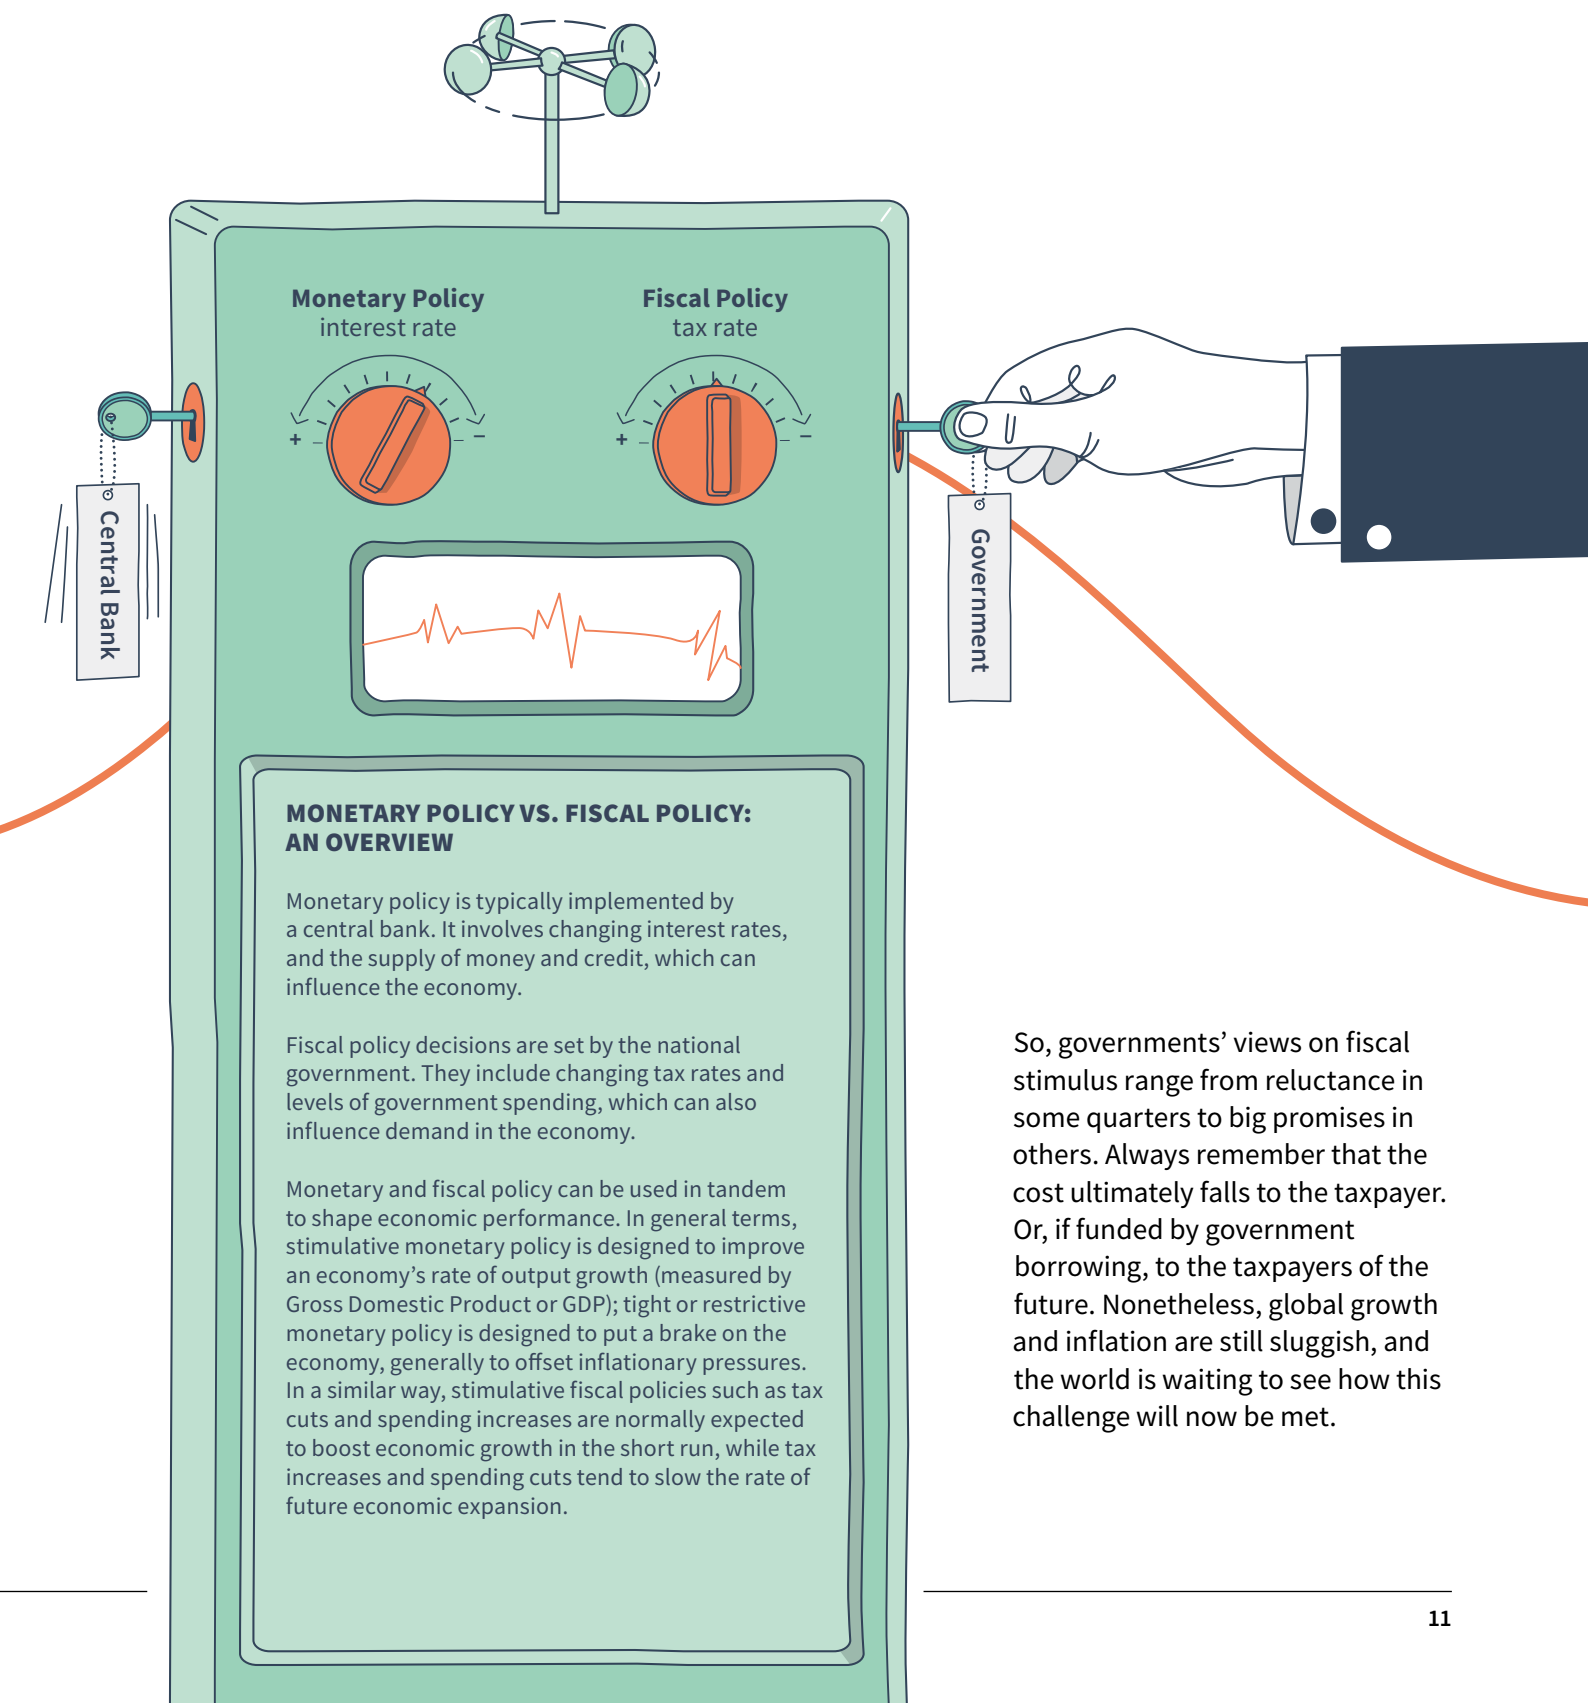 Monetary Policy
interest rate
Fiscal Policy
tax rate
+ –
+ –
Central Bank
Government
MONETARY POLICY VS. FISCAL POLICY:
AN OVERVIEW
Monetary policy is typically implemented by
a central bank. It involves changing interest rates,
and the supply of money and credit, which can
influence the economy.
Fiscal policy decisions are set by the national
government. They include changing tax rates and
levels of government spending, which can also
influence demand in the economy.
Monetary and fiscal policy can be used in tandem
to shape economic performance. In general terms,
stimulative monetary policy is designed to improve
an economy’s rate of output growth (measured by
Gross Domestic Product or GDP); tight or restrictive
monetary policy is designed to put a brake on the
economy, generally to offset inflationary pressures.
In a similar way, stimulative fiscal policies such as tax
cuts and spending increases are normally expected
to boost economic growth in the short run, while tax
increases and spending cuts tend to slow the rate of
future economic expansion.
So, governments’ views on fiscal
stimulus range from reluctance in
some quarters to big promises in
others. Always remember that the
cost ultimately falls to the taxpayer.
Or, if funded by government
borrowing, to the taxpayers of the
future. Nonetheless, global growth
and inflation are still sluggish, and
the world is waiting to see how this
challenge will now be met.
11